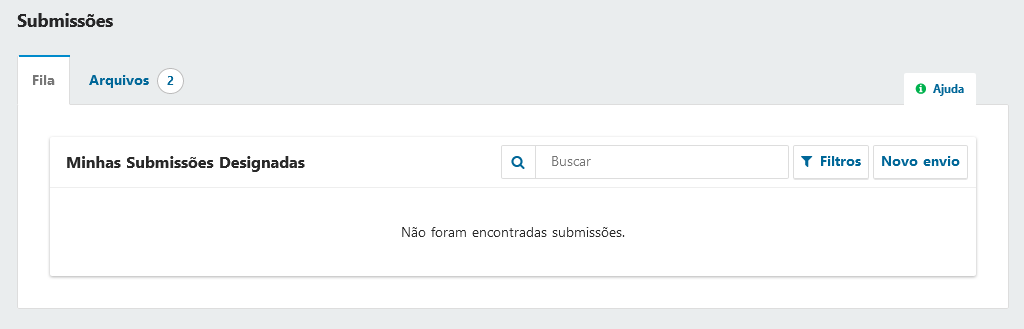 Submissões
Fila
Arquivos 2
Ajuda
Minhas Submissões Designadas
Buscar
Filtros
Novo envio
Não foram encontradas submissões.